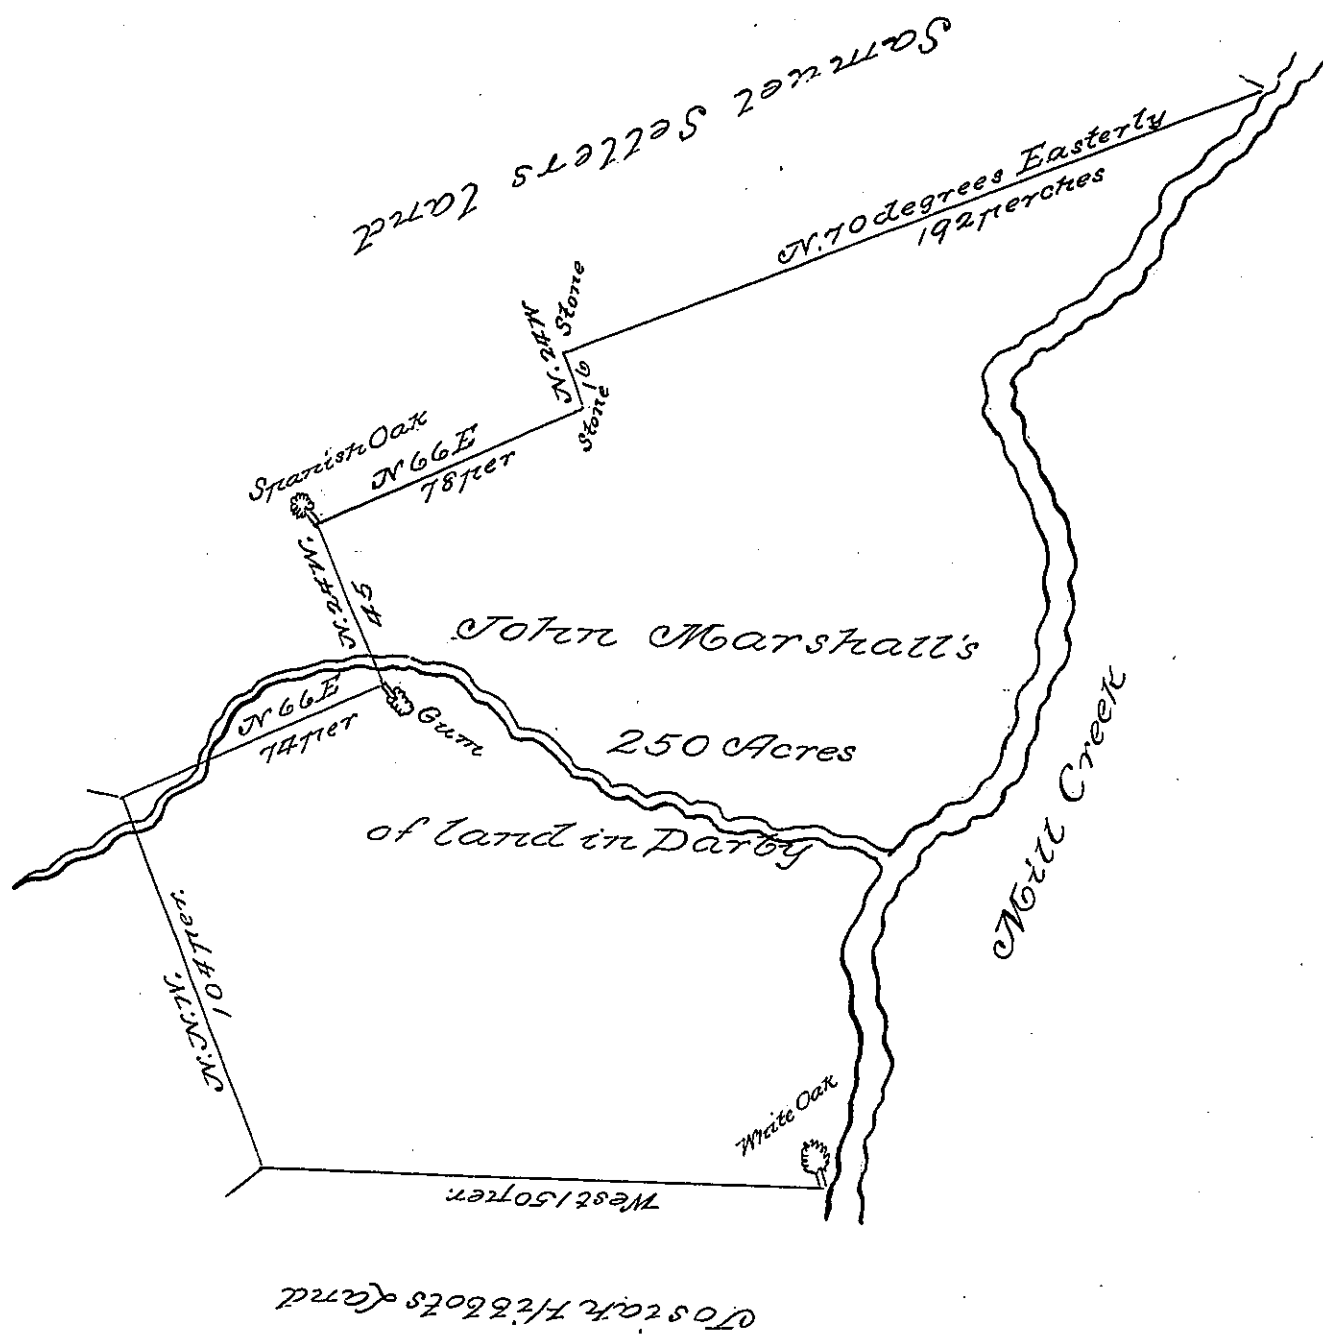 Samuel Sellers land
N. 70 degrees Easterly
192 perches
Stone
N. 24 W
16
Stone
Spanish Oak
N 66 E
78 per
N. 24 W.
45
John Marshall's
N 66 E
74 per
Gum
250 Acres
of land in Darby
Mill Creek
104 per.
N. N. W.
White Oak
West 150 per.
Josiah Hibbots Land